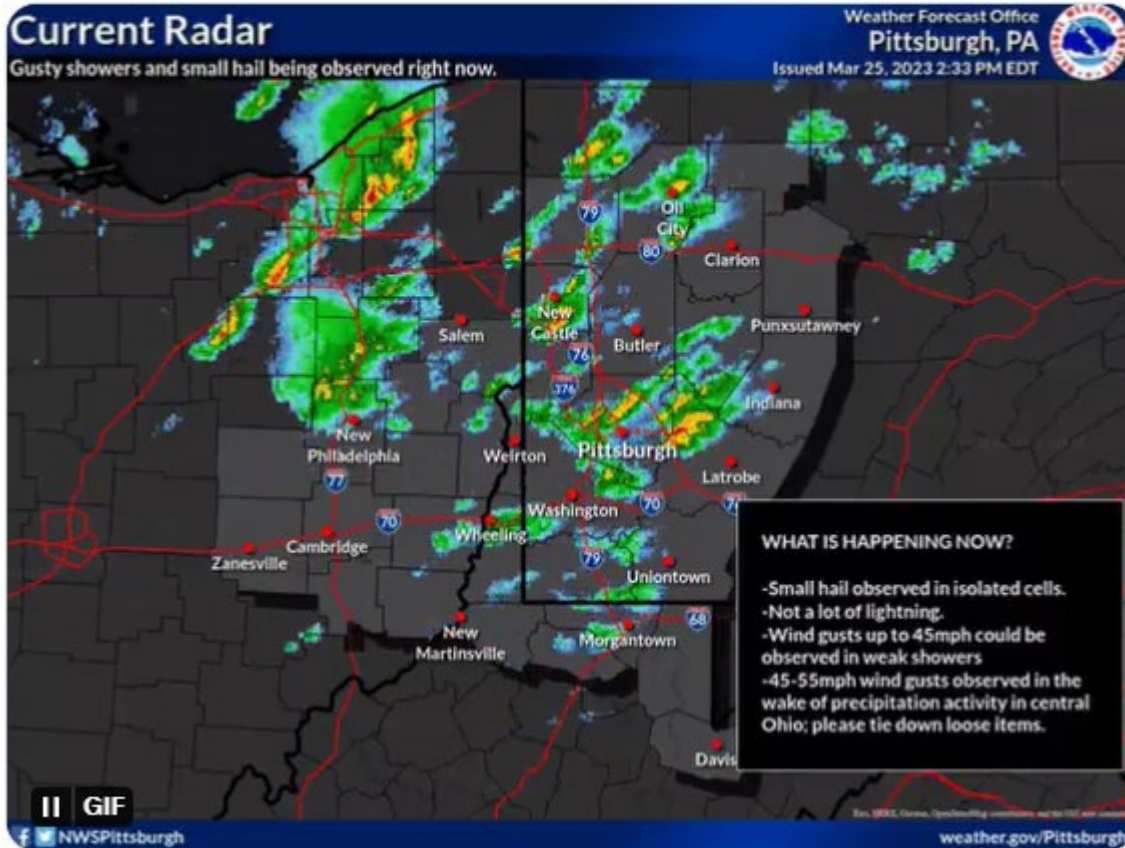 Current Radar
Gusty showers and small hail being observed right now.
Weather Forecast Office
Pittsburgh, PA
Issued Mar 25, 2023 2:33 PM EDT
79
Oil
City
80
Clarion
New
Castle
Salem
Butler
Punxsutawney
76
376
Indiana
New
Philadelphia
Weirton
Pittsburgh
Latrobe
77
70
Washington
70
Wheeling
Cambridge
Zanesville
79
Uniontown
New
Martinsville
Morgantown
68
Davis
WHAT IS HAPPENING NOW?
-Small hail observed in isolated cells.
-Not a lot of lightning.
-Wind gusts up to 45mph could be
observed in weak showers
-45-55mph wind gusts observed in the
wake of precipitation activity in central
Ohio; please tie down loose items.
GIF
NWSPittsburgh
weather.gov/Pittsburgh